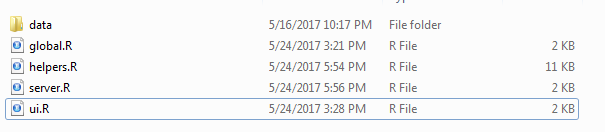 data 5/16/2017 10:17 PM File folder
global.R 5/24/2017 3:21 PM R File 2 KB
helpers.R 5/24/2017 5:54 PM R File 11 KB
server.R 5/24/2017 5:56 PM R File 2 KB
ui.R 5/24/2017 3:28 PM R File 2 KB